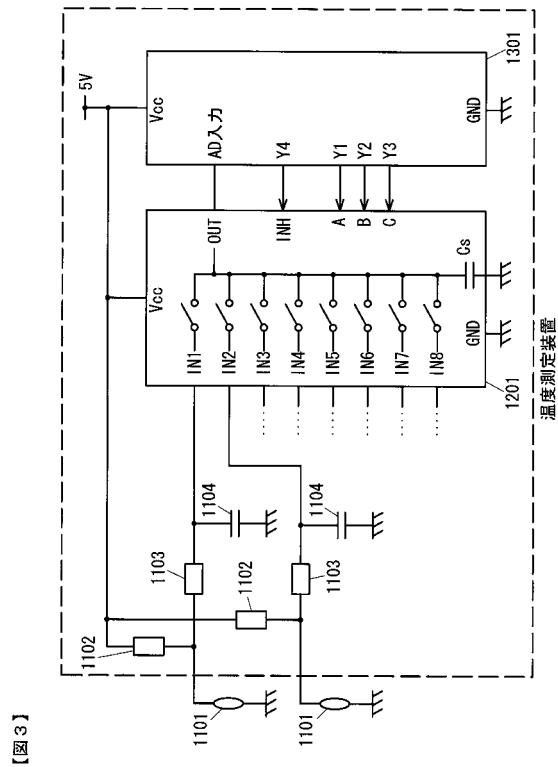 【図3】
5V
1102
1103
1104
1101
1102
1103
1104
1101
Vcc
OUT
IN1
IN2
IN3
IN4
IN5
IN6
IN7
IN8
INH
A
B
C
Cs
GND
1201
Vcc
AD入力
Y4
Y1
Y2
Y3
GND
1301
温度測定装置